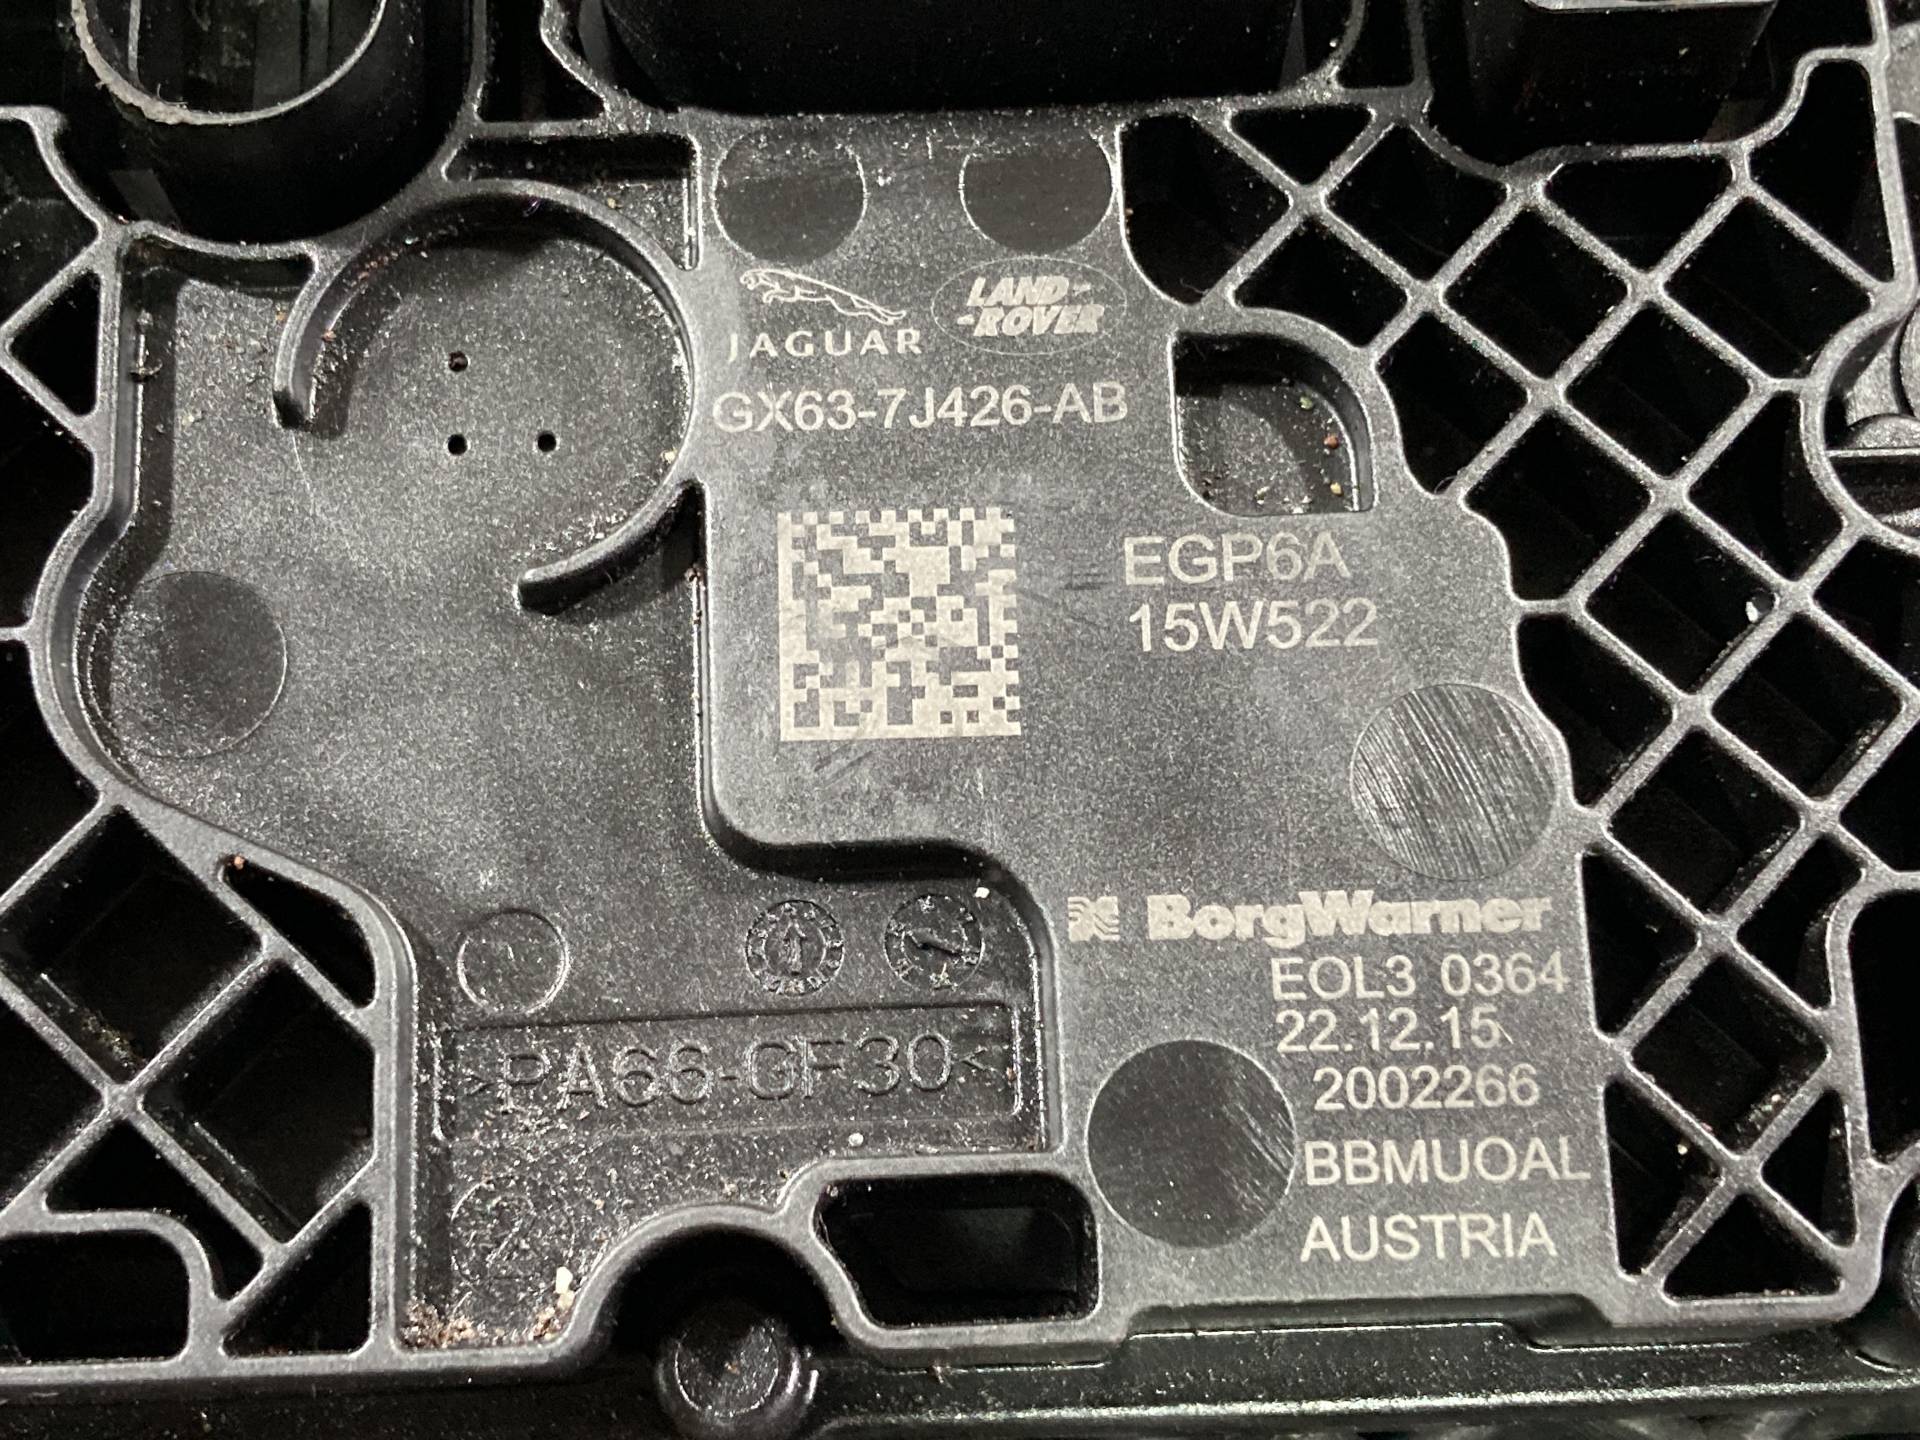 JAGUAR
LAND-
-ROVER
GX63-7J426-AB
EGP6A
15W522
BorgWarner
EOL3 0364
22.12.15
2002266
BBMUOAL
AUSTRIA
>PA66-GF30<